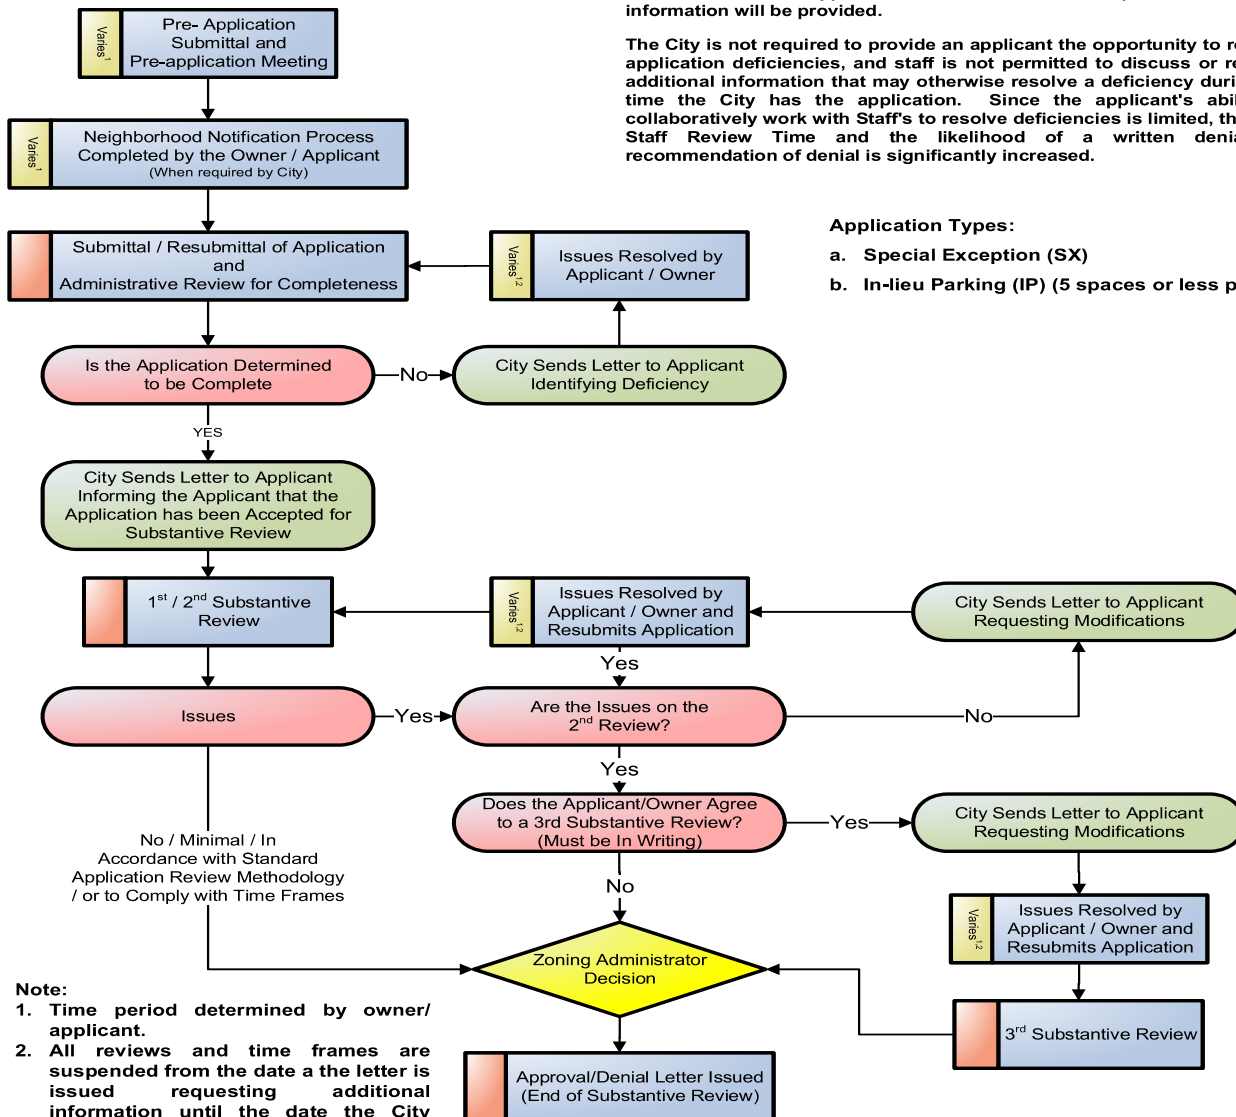 information will be provided.
The City is not required to provide an applicant the opportunity to
application deficiencies, and staff is not permitted to discuss or
additional information that may otherwise resolve a deficiency
time the City has the application. Since the applicant's
collaboratively work with Staff's to resolve deficiencies is limited,
Staff Review Time and the likelihood of a written
recommendation of denial is significantly increased.
Application Types:
a. Special Exception (SX)
b. In-lieu Parking (IP) (5 spaces or less
Varies1
Pre- Application
Submittal and
Pre-application Meeting
Varies1
Neighborhood Notification Process
Completed by the Owner / Applicant
(When required by City)
Submittal / Resubmittal of Application
and
Administrative Review for Completeness
Varies1,2
Issues Resolved by
Applicant / Owner
Is the Application Determined
to be Complete
No
City Sends Letter to Applicant
Identifying Deficiency
YES
City Sends Letter to Applicant
Informing the Applicant that the
Application has been Accepted for
Substantive Review
1st / 2nd Substantive
Review
Varies1,2
Issues Resolved by
Applicant / Owner and
Resubmits Application
City Sends Letter to Applicant
Requesting Modifications
Yes
Issues
Yes
Are the Issues on the
2nd Review?
No
Yes
Does the Applicant/Owner Agree
to a 3rd Substantive Review?
(Must be In Writing)
Yes
City Sends Letter to Applicant
Requesting Modifications
No / Minimal / In
Accordance with Standard
Application Review Methodology
/ or to Comply with Time Frames
No
Varies1,2
Issues Resolved by
Applicant / Owner and
Resubmits Application
Zoning Administrator
Decision
3rd Substantive Review
Approval/Denial Letter Issued
(End of Substantive Review)
Note:
1. Time period determined by owner/
applicant.
2. All reviews and time frames are
suspended from the date a the letter is
issued requesting additional
information until the date the City